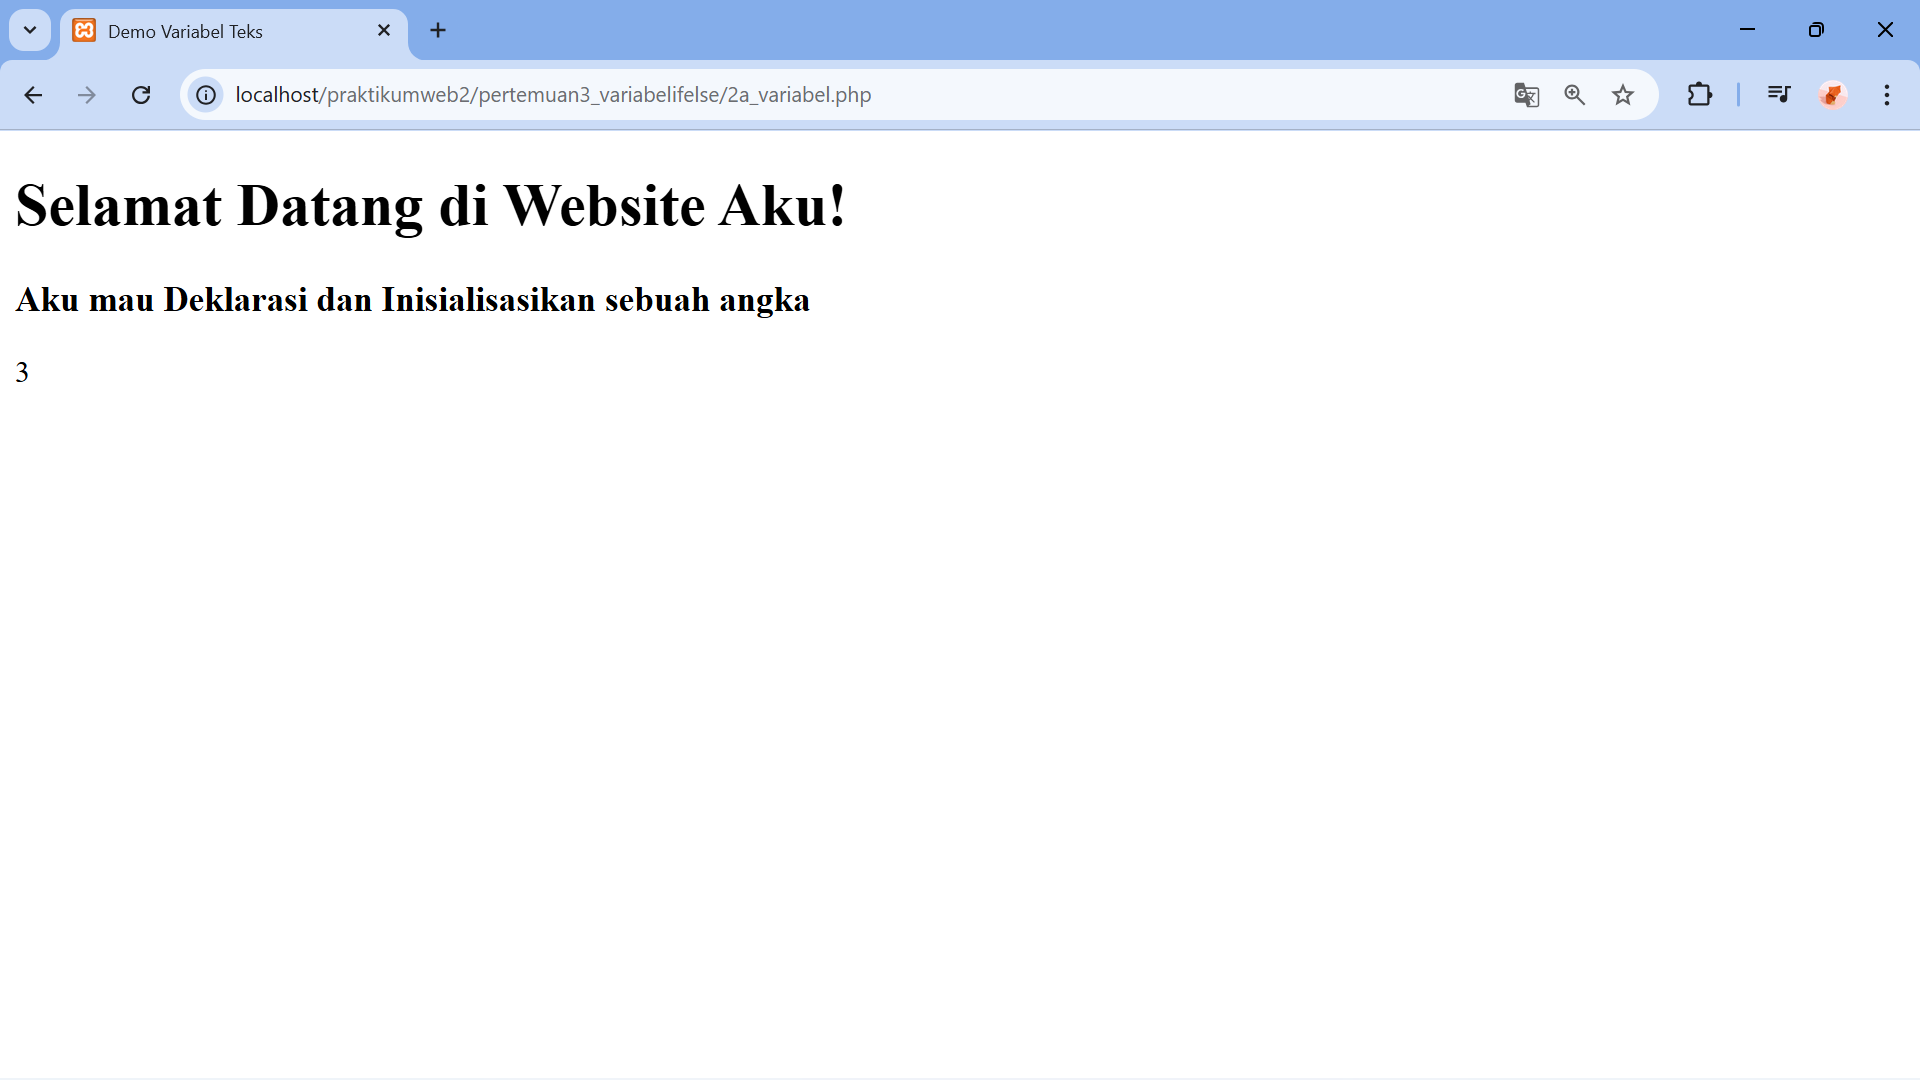 Demo Variabel Teks
localhost/praktikumweb2/pertemuan3_variabelifelse/2a_variabel.php
Selamat Datang di Website Aku!
Aku mau Deklarasi dan Inisialisasikan sebuah angka
3